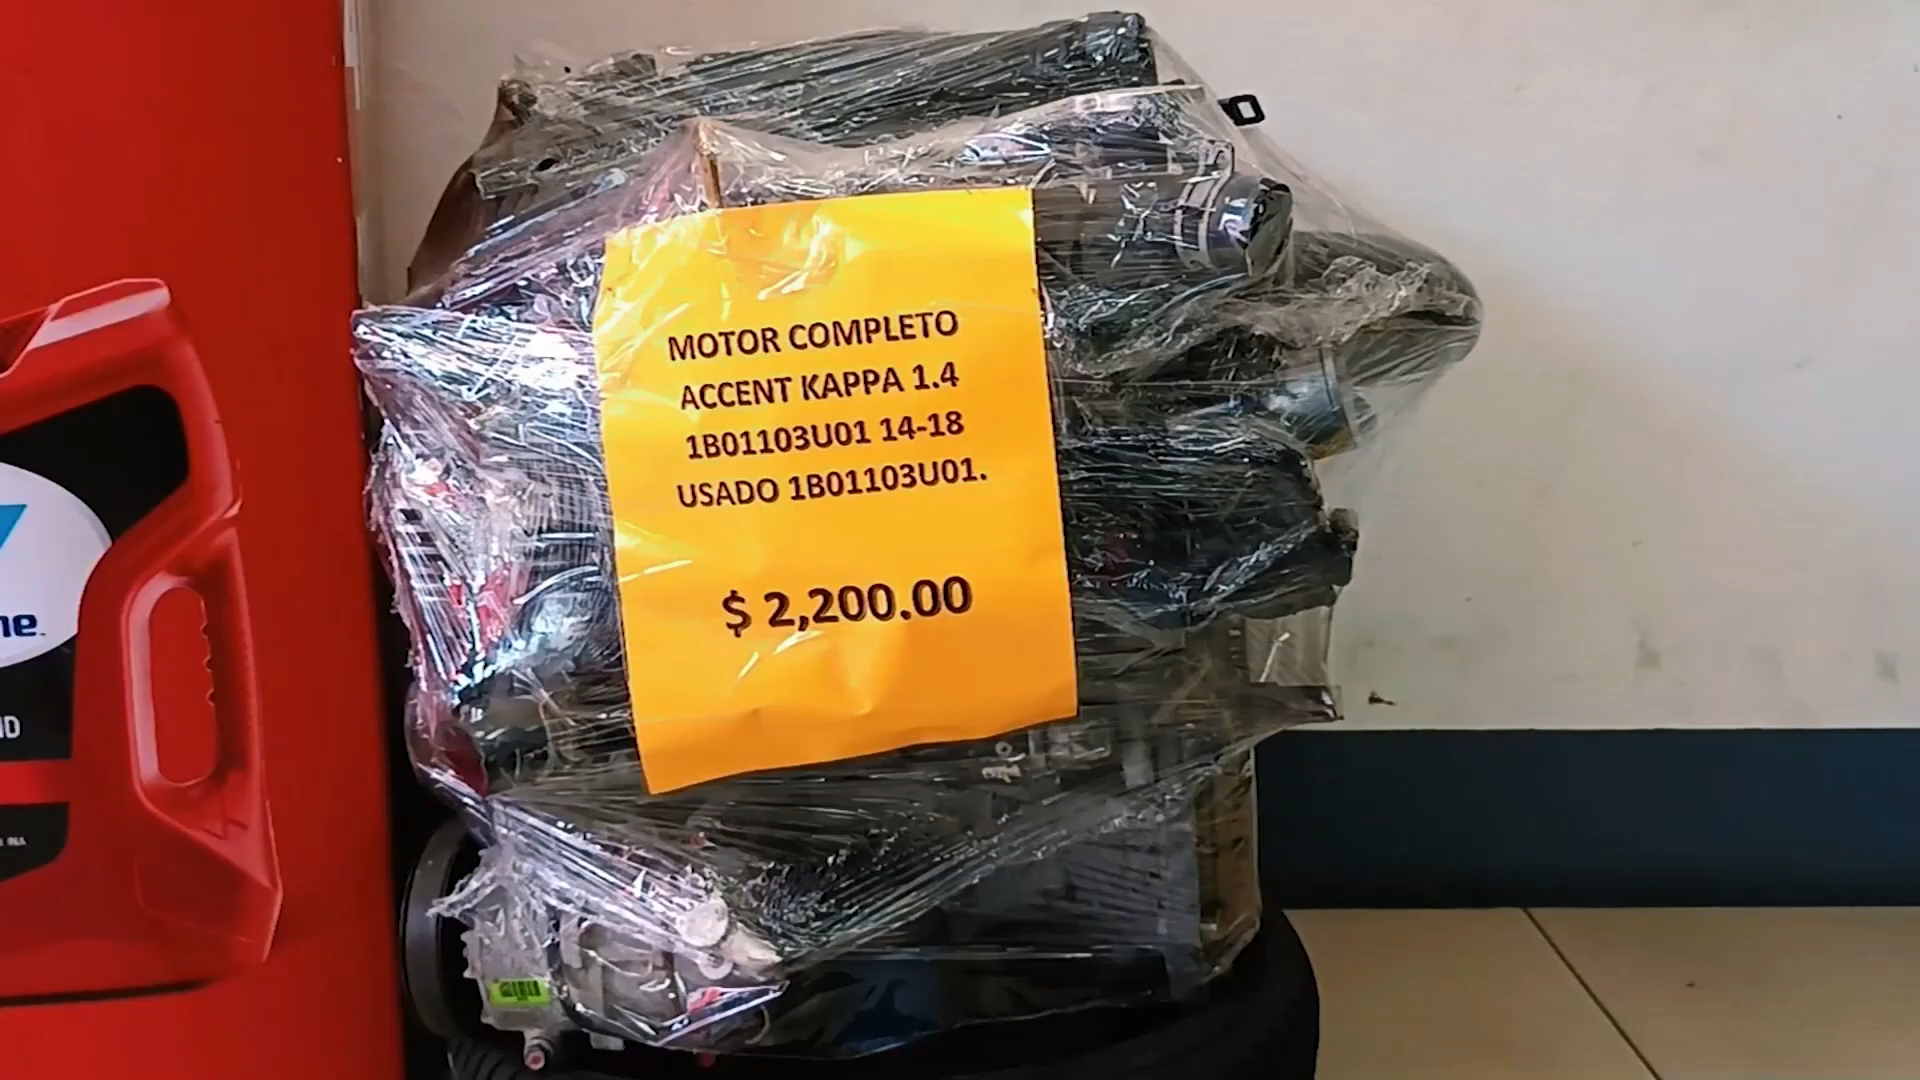 MOTOR COMPLETO
ACCENT KAPPA 1.4
1B01103U01 14-18
USADO 1B01103U01.
$ 2,200.00